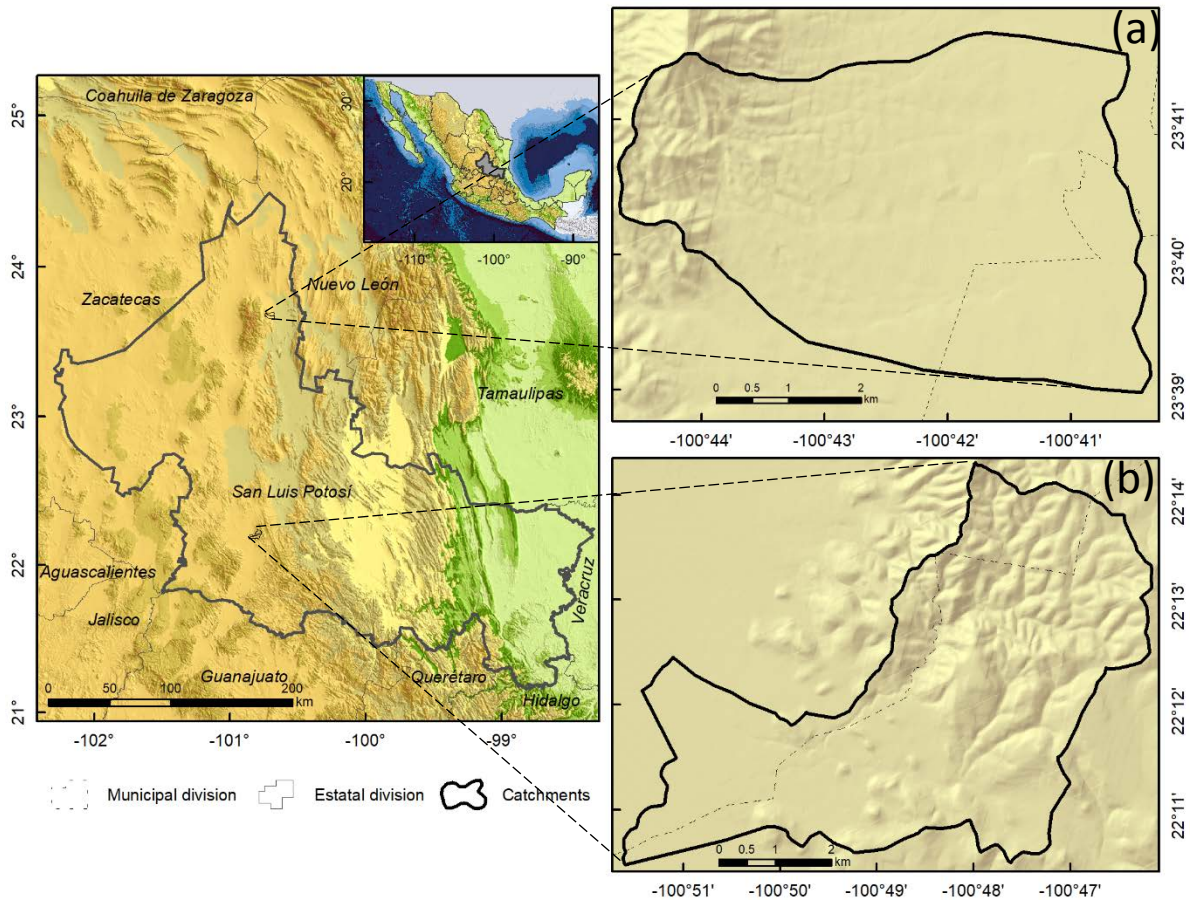 Coahuila de Zaragoza
Zacatecas
Nuevo León
Tamaulipas
San Luis Potosí
Aguascalientes
Jalisco
Guanajuato
Querétaro
Hidalgo
Veracruz
25°
24°
23°
22°
21°
-102°
-101°
-100°
-99°
0 50 100 200
km
30°
20°
-110°
-100°
-90°
Municipal division
Estatal division
Catchments
(a)
23°41'
23°40'
23°39'
0 0.5 1 2
km
-100°44'
-100°43'
-100°42'
-100°41'
(b)
22°14'
22°13'
22°12'
22°11'
0 0.5 1 2
km
-100°51'
-100°50'
-100°49'
-100°48'
-100°47'